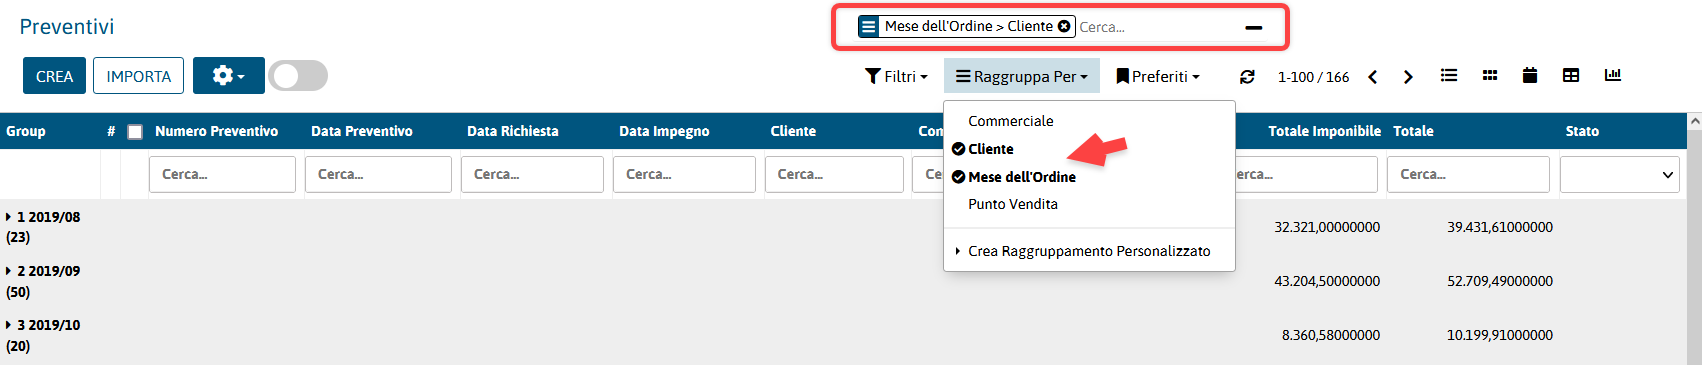 Preventivi
Mese dell'Ordine > Cliente Cerca...
CREA IMPORTA Filtri Raggruppa Per Preferiti 1-100 / 166
Group # Numero Preventivo Data Preventivo Data Richiesta Data Impegno Cliente Con Totale Imponibile Totale Stato
Cerca... Cerca... Cerca... Cerca... Cerca... Cerca... Cerca...
Commerciale
Cliente
Mese dell'Ordine
Punto Vendita
Crea Raggruppamento Personalizzato
1 2019/08
(23) 32.321,00000000 39.431,61000000
2 2019/09
(50) 43.204,50000000 52.709,49000000
3 2019/10
(20) 8.360,58000000 10.199,91000000